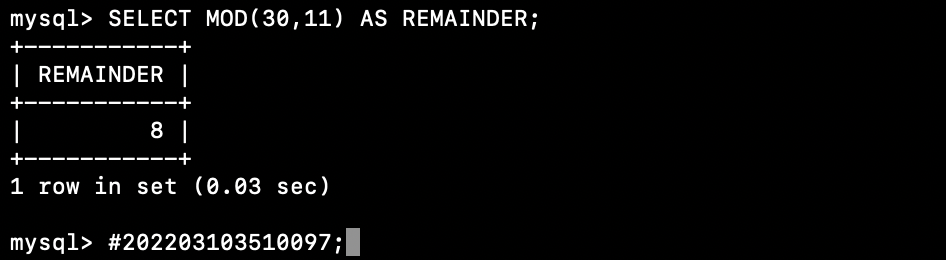 mysql> SELECT MOD(30,11) AS REMAINDER;
+-----------+
| REMAINDER |
+-----------+
|         8 |
+-----------+
1 row in set (0.03 sec)
mysql> #202203103510097;